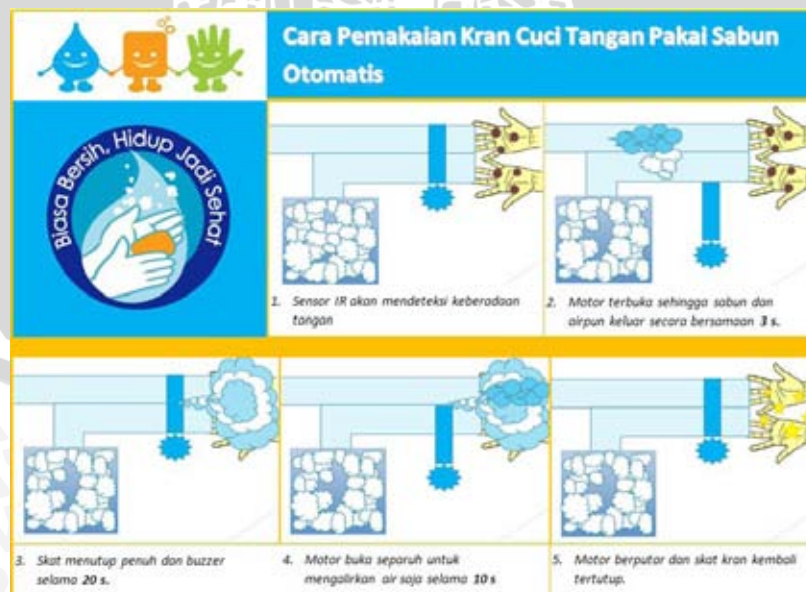 Cara Pemakaian Kran Cuci Tangan Pakai Sabun
Otomatis
Biasa Bersih, Hidup Jadi Sehat
1. Sensor IR akan mendeteksi keberadaan
tangan
2. Motor terbuka sehingga sabun dan
airpun keluar secara bersamaan 3 s.
3. Skat menutup penuh dan buzzer
selama 20 s.
4. Motor buka separuh untuk
mengalirkan air saja selama 10 s
5. Motor berputar dan skat kran kembali
tertutup.